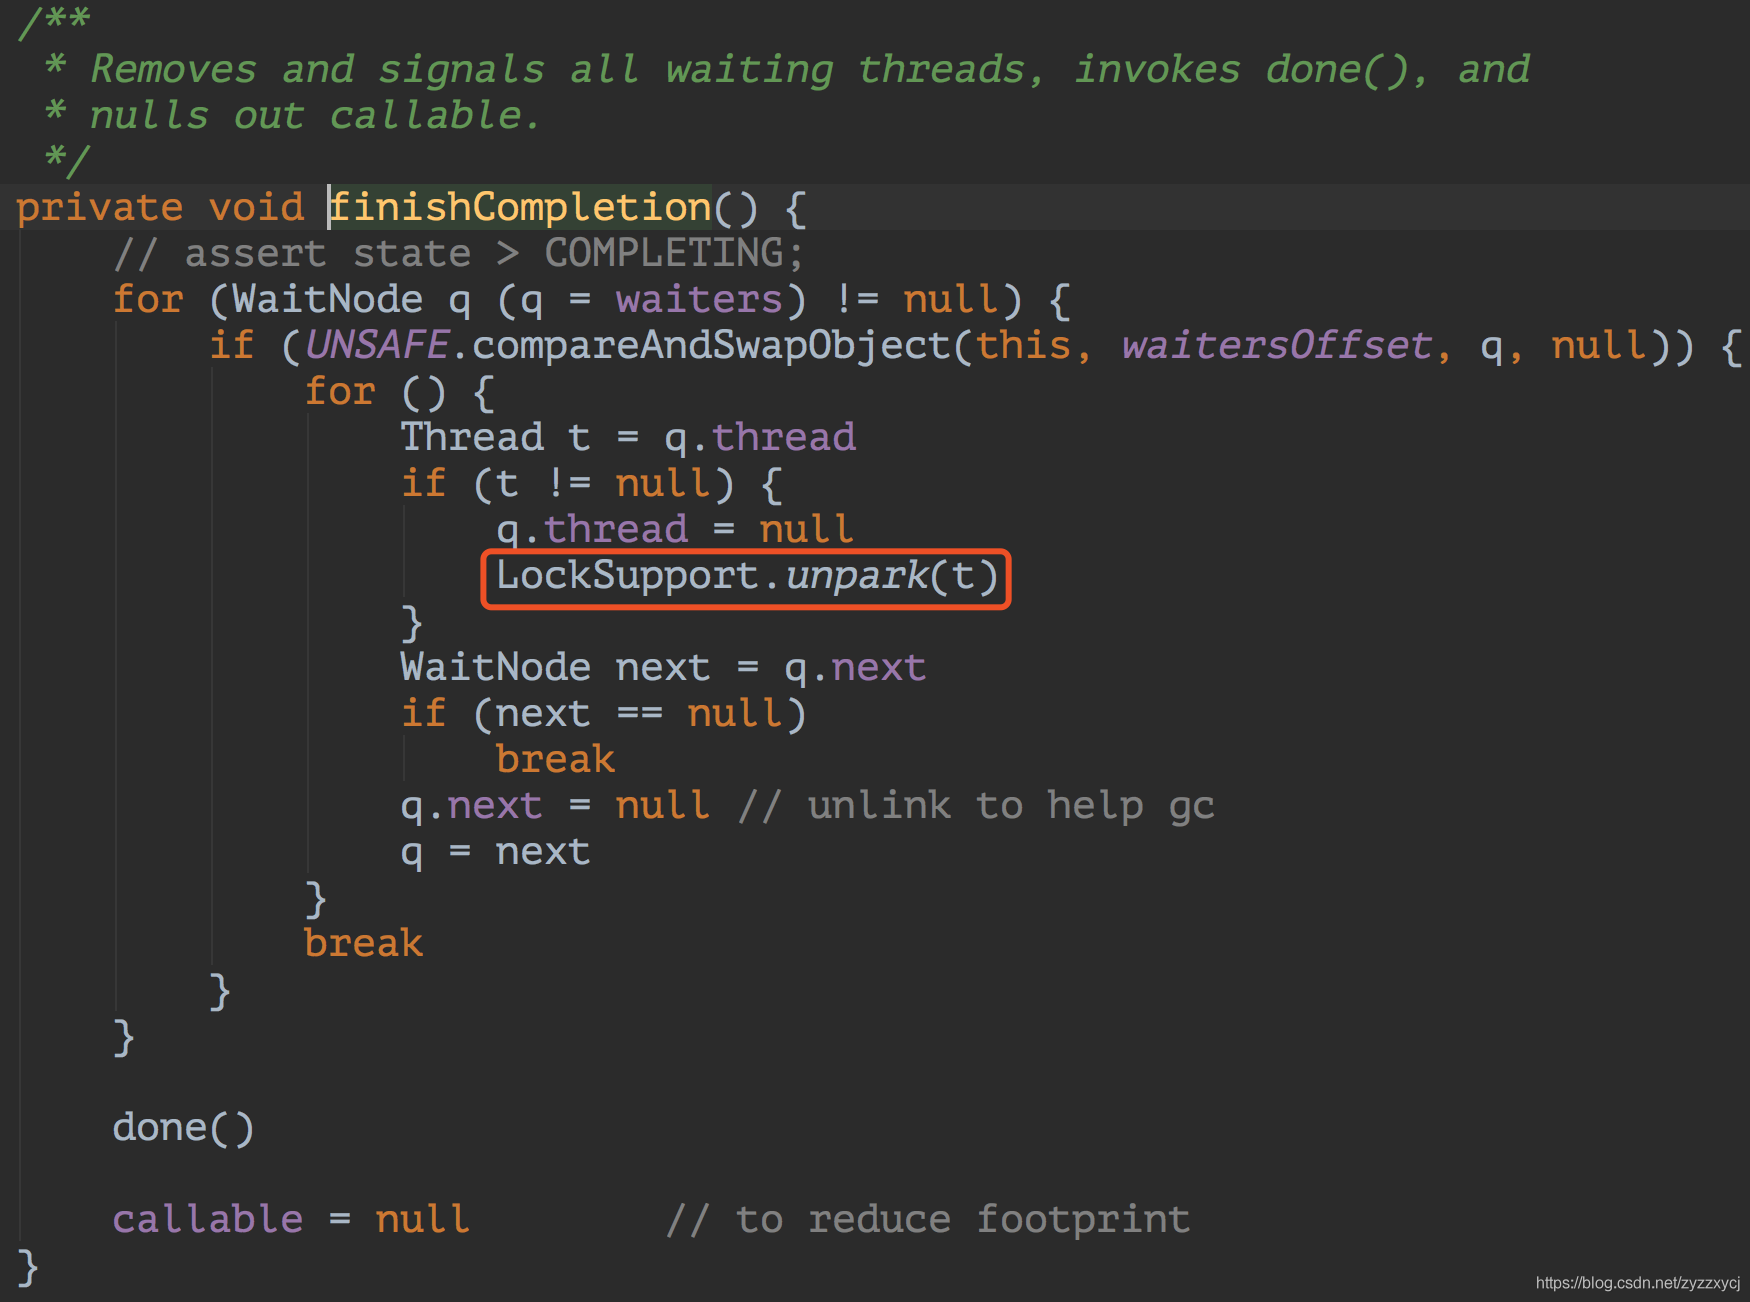 /**
 * Removes and signals all waiting threads, invokes done(), and
 * nulls out callable.
 */
private void finishCompletion() {
    // assert state > COMPLETING;
    for (WaitNode q (q = waiters) != null) {
        if (UNSAFE.compareAndSwapObject(this, waitersOffset, q, null)) {
            for () {
                Thread t = q.thread
                if (t != null) {
                    q.thread = null
                    LockSupport.unpark(t)
                }
                WaitNode next = q.next
                if (next == null)
                    break
                q.next = null // unlink to help gc
                q = next
            }
            break
        }
    }
    done()
    callable = null        // to reduce footprint
}
https://blog.csdn.net/zyzzxycj